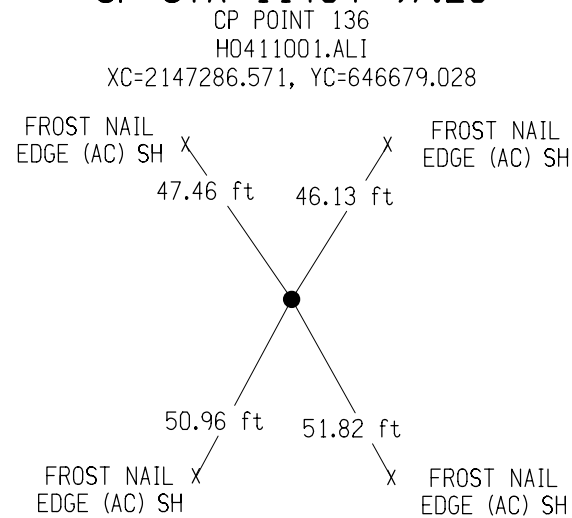 CP POINT 136
H0411001.ALI
XC=2147286.571, YC=646679.028
FROST NAIL
EDGE (AC) SH
X
X
FROST NAIL
EDGE (AC) SH
47.46 ft
46.13 ft
50.96 ft
51.82 ft
FROST NAIL
EDGE (AC) SH
X
X
FROST NAIL
EDGE (AC) SH